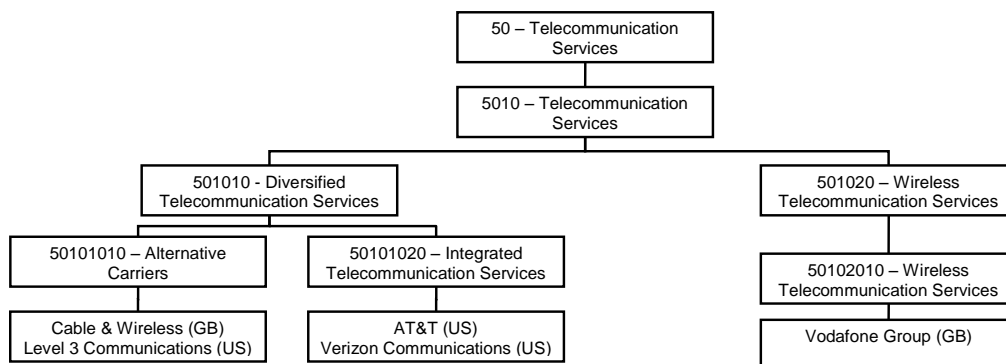 50 – Telecommunication
Services
5010 – Telecommunication
Services
501010 - Diversified
Telecommunication Services
501020 – Wireless
Telecommunication Services
50101010 – Alternative
Carriers
50101020 – Integrated
Telecommunication Services
50102010 – Wireless
Telecommunication Services
Cable & Wireless (GB)
Level 3 Communications (US)
AT&T (US)
Verizon Communications (US)
Vodafone Group (GB)